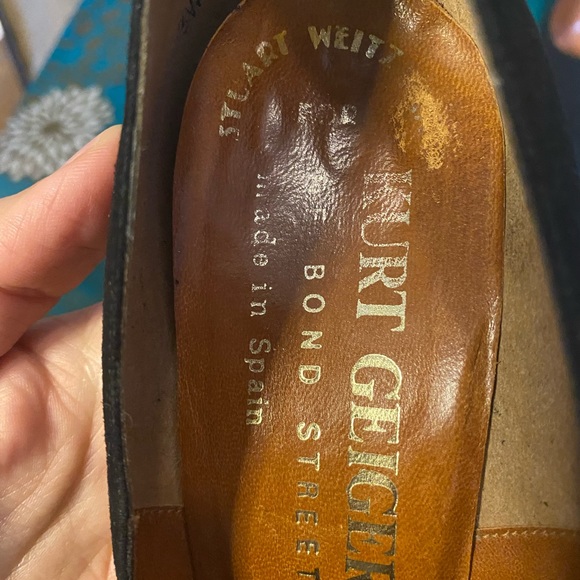 STUART WEITZ
KURT GEIGER
BOND STREET
made in Spain